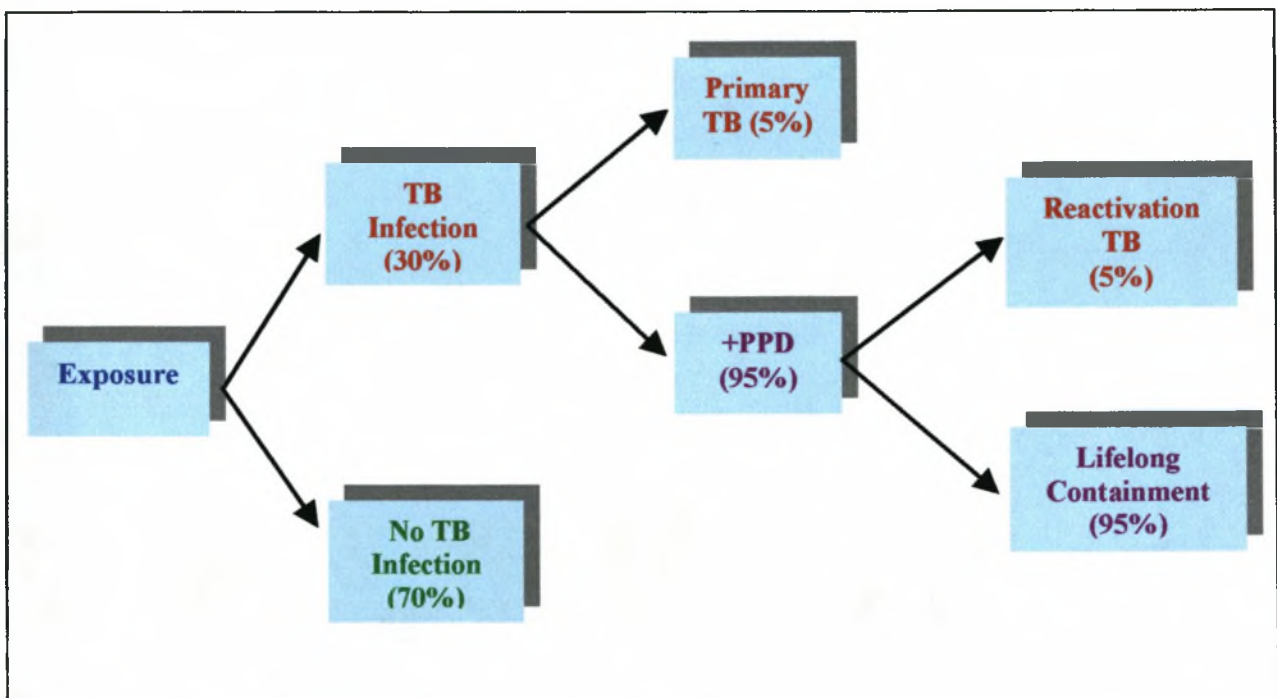 Exposure
TB
Infection
(30%)
No TB
Infection
(70%)
Primary
TB (5%)
+PPD
(95%)
Reactivation
TB
(5%)
Lifelong
Containment
(95%)